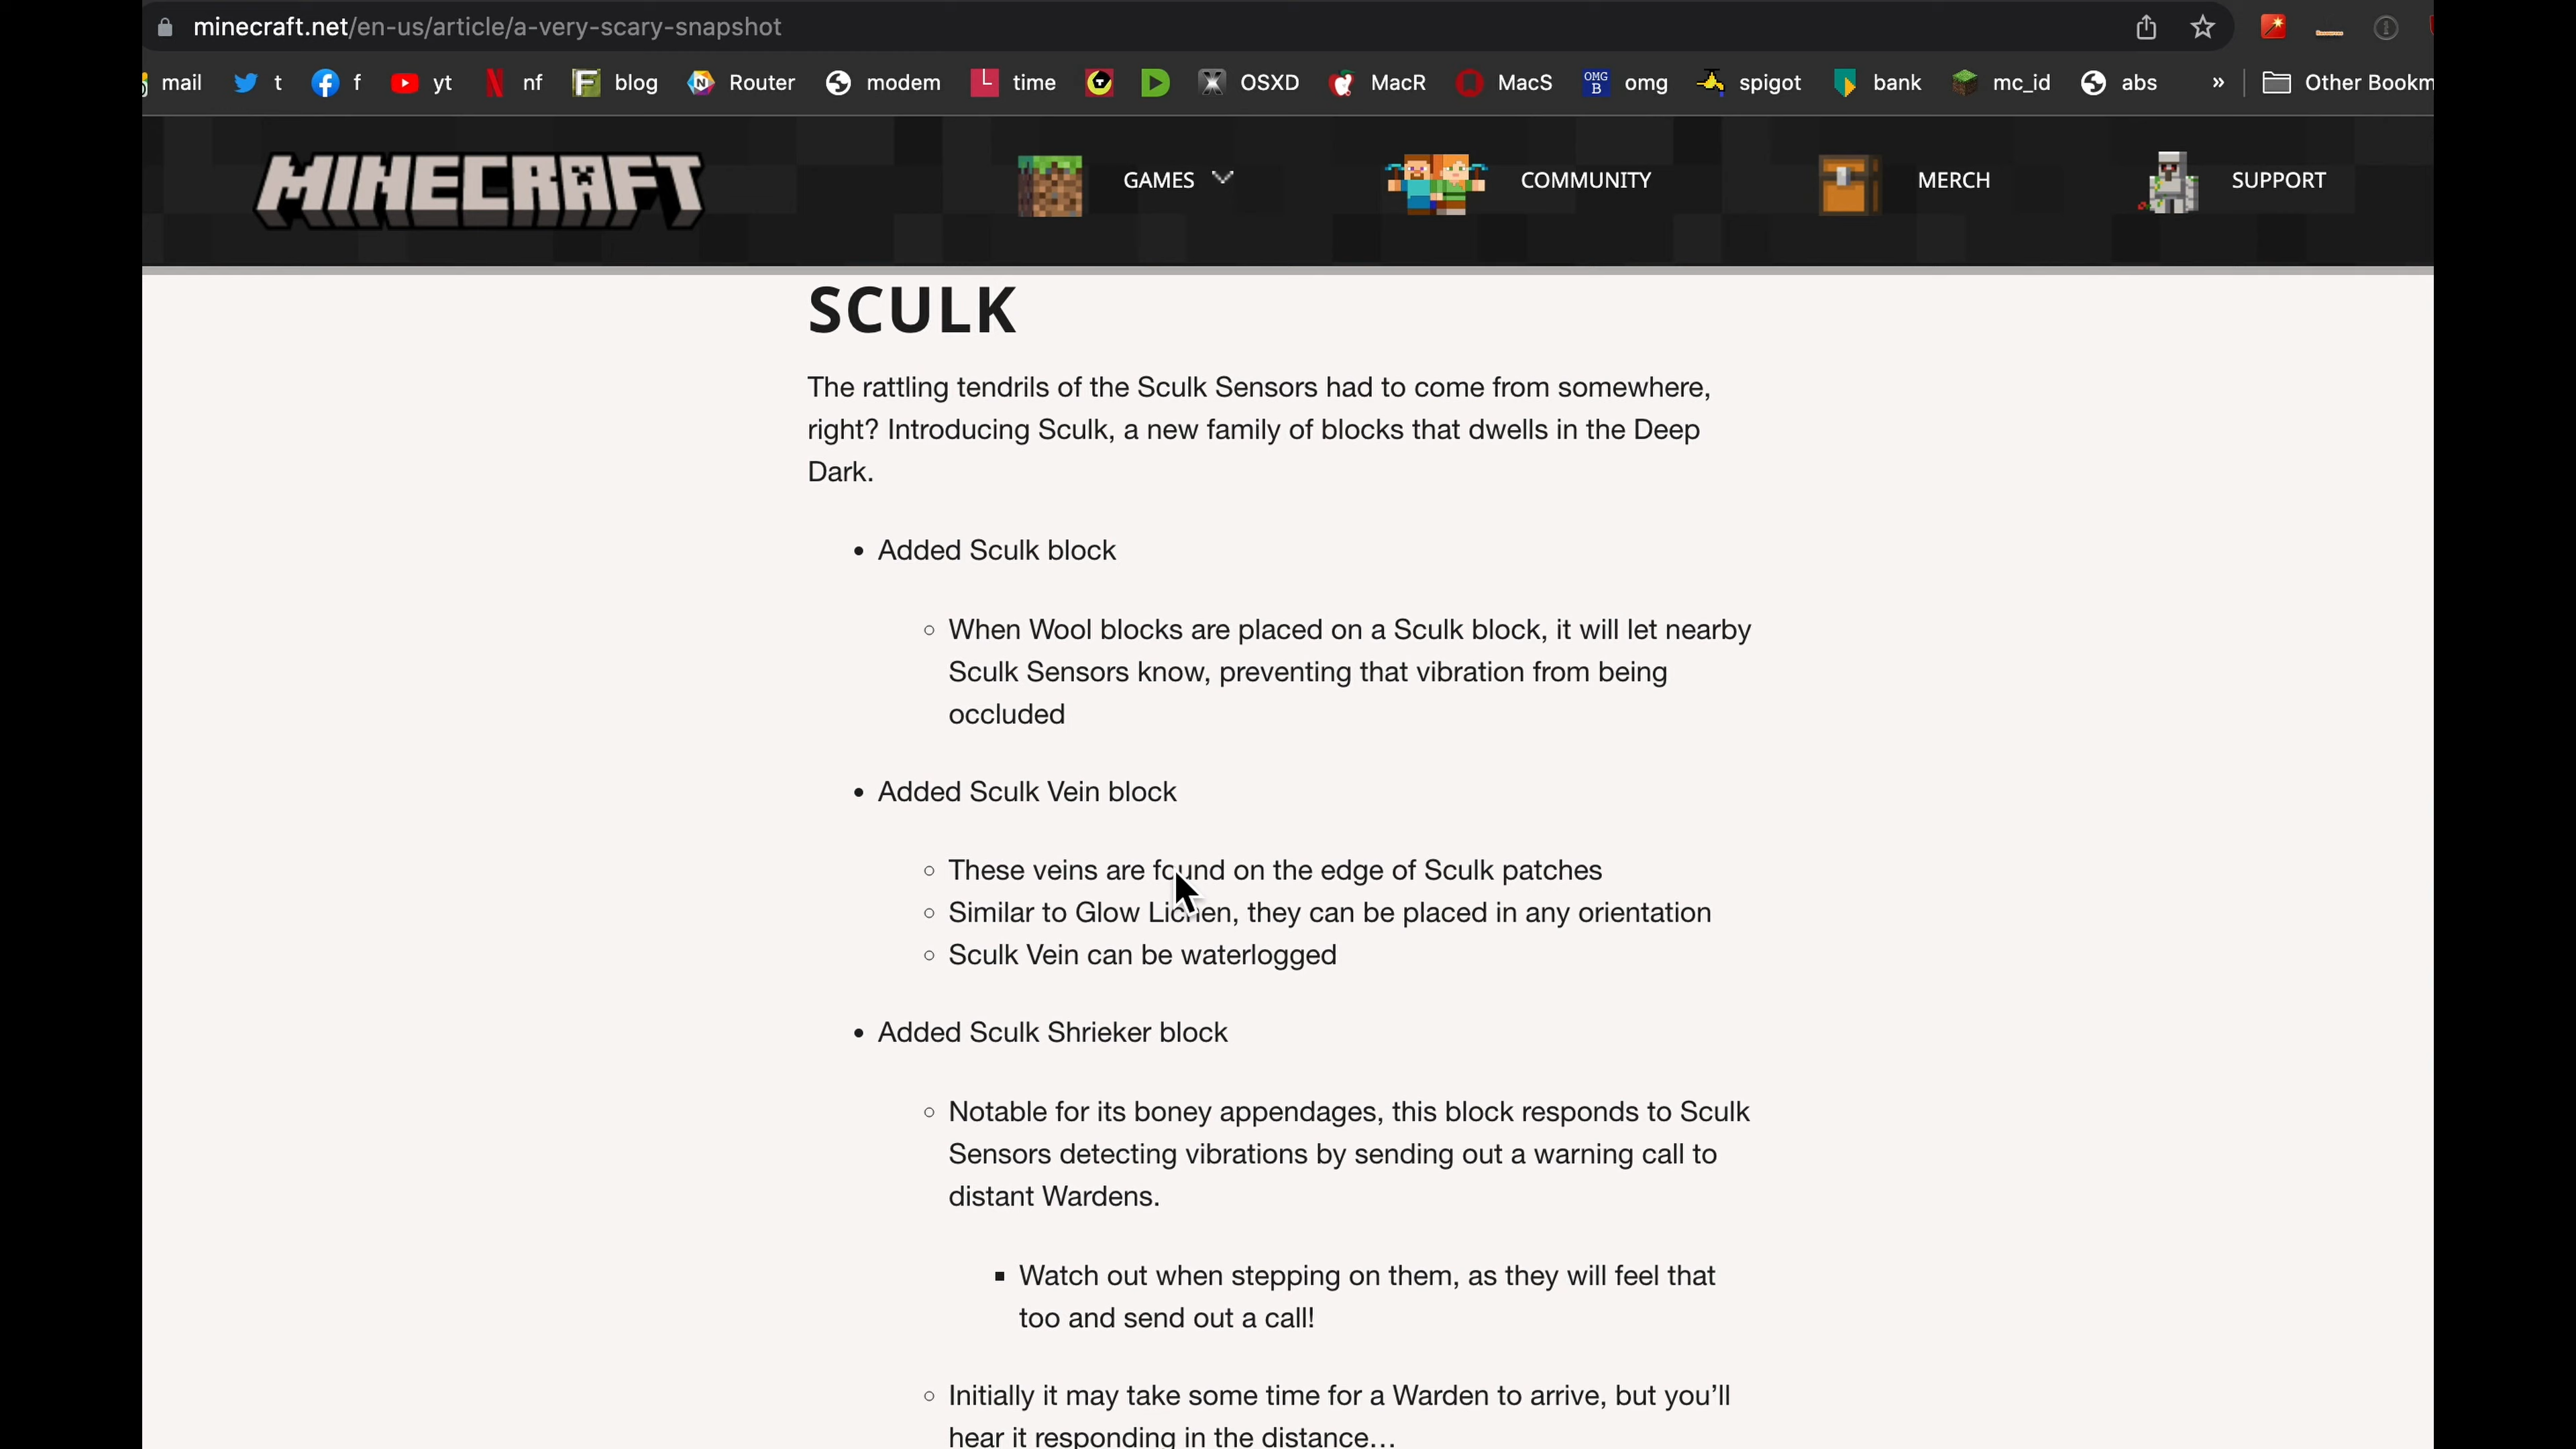 minecraft.net/en-us/article/a-very-scary-snapshot
mail t f yt nf blog Router modem time OSXD MacR MacS OMG B omg spigot bank mc_id abs » Other Bookm
MINECRAFT GAMES COMMUNITY MERCH SUPPORT
SCULK
The rattling tendrils of the Sculk Sensors had to come from somewhere,
right? Introducing Sculk, a new family of blocks that dwells in the Deep
Dark.
• Added Sculk block
○ When Wool blocks are placed on a Sculk block, it will let nearby
Sculk Sensors know, preventing that vibration from being
occluded
• Added Sculk Vein block
○ These veins are found on the edge of Sculk patches
○ Similar to Glow Lichen, they can be placed in any orientation
○ Sculk Vein can be waterlogged
• Added Sculk Shrieker block
○ Notable for its boney appendages, this block responds to Sculk
Sensors detecting vibrations by sending out a warning call to
distant Wardens.
▪ Watch out when stepping on them, as they will feel that
too and send out a call!
○ Initially it may take some time for a Warden to arrive, but you’ll
hear it responding in the distance…